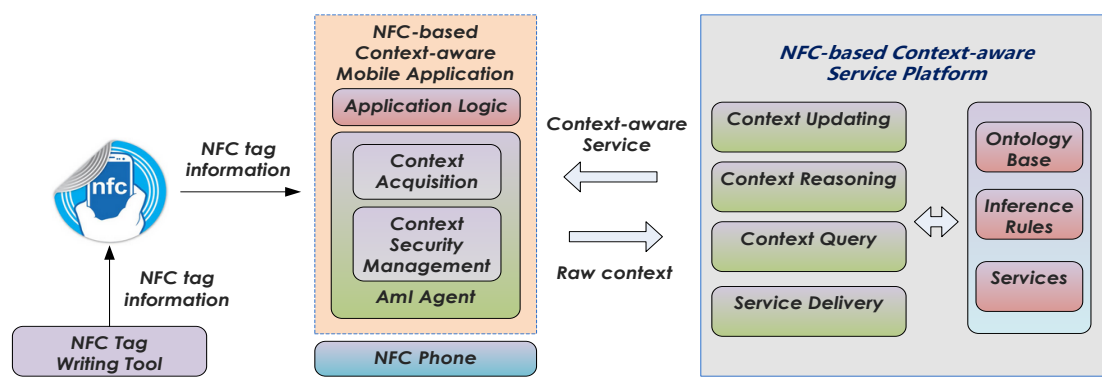 nfc
NFC tag
information
NFC tag
information
NFC Tag
Writing Tool
NFC-based
Context-aware
Mobile Application
Application Logic
Context
Acquisition
Context
Security
Management
AmI Agent
NFC Phone
Context-aware
Service
Raw context
NFC-based Context-aware
Service Platform
Context Updating
Context Reasoning
Context Query
Service Delivery
Ontology
Base
Inference
Rules
Services